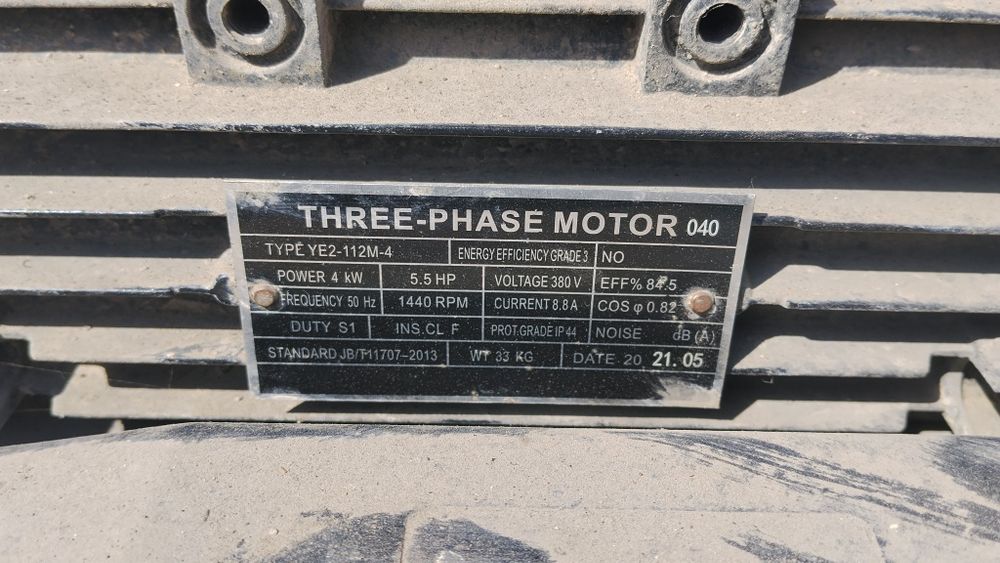 THREE-PHASE MOTOR 040
TYPE YE2-112M-4 ENERGY EFFICIENCY GRADE 3 NO
POWER 4 kW 5.5 HP VOLTAGE 380 V EFF% 84.5
FREQUENCY 50 Hz 1440 RPM CURRENT 8.8 A COS φ 0.82
DUTY S1 INS.CL F PROT.GRADE IP 44 NOISE dB (A)
STANDARD JB/T11707-2013 WT 33 KG DATE 20 21. 05